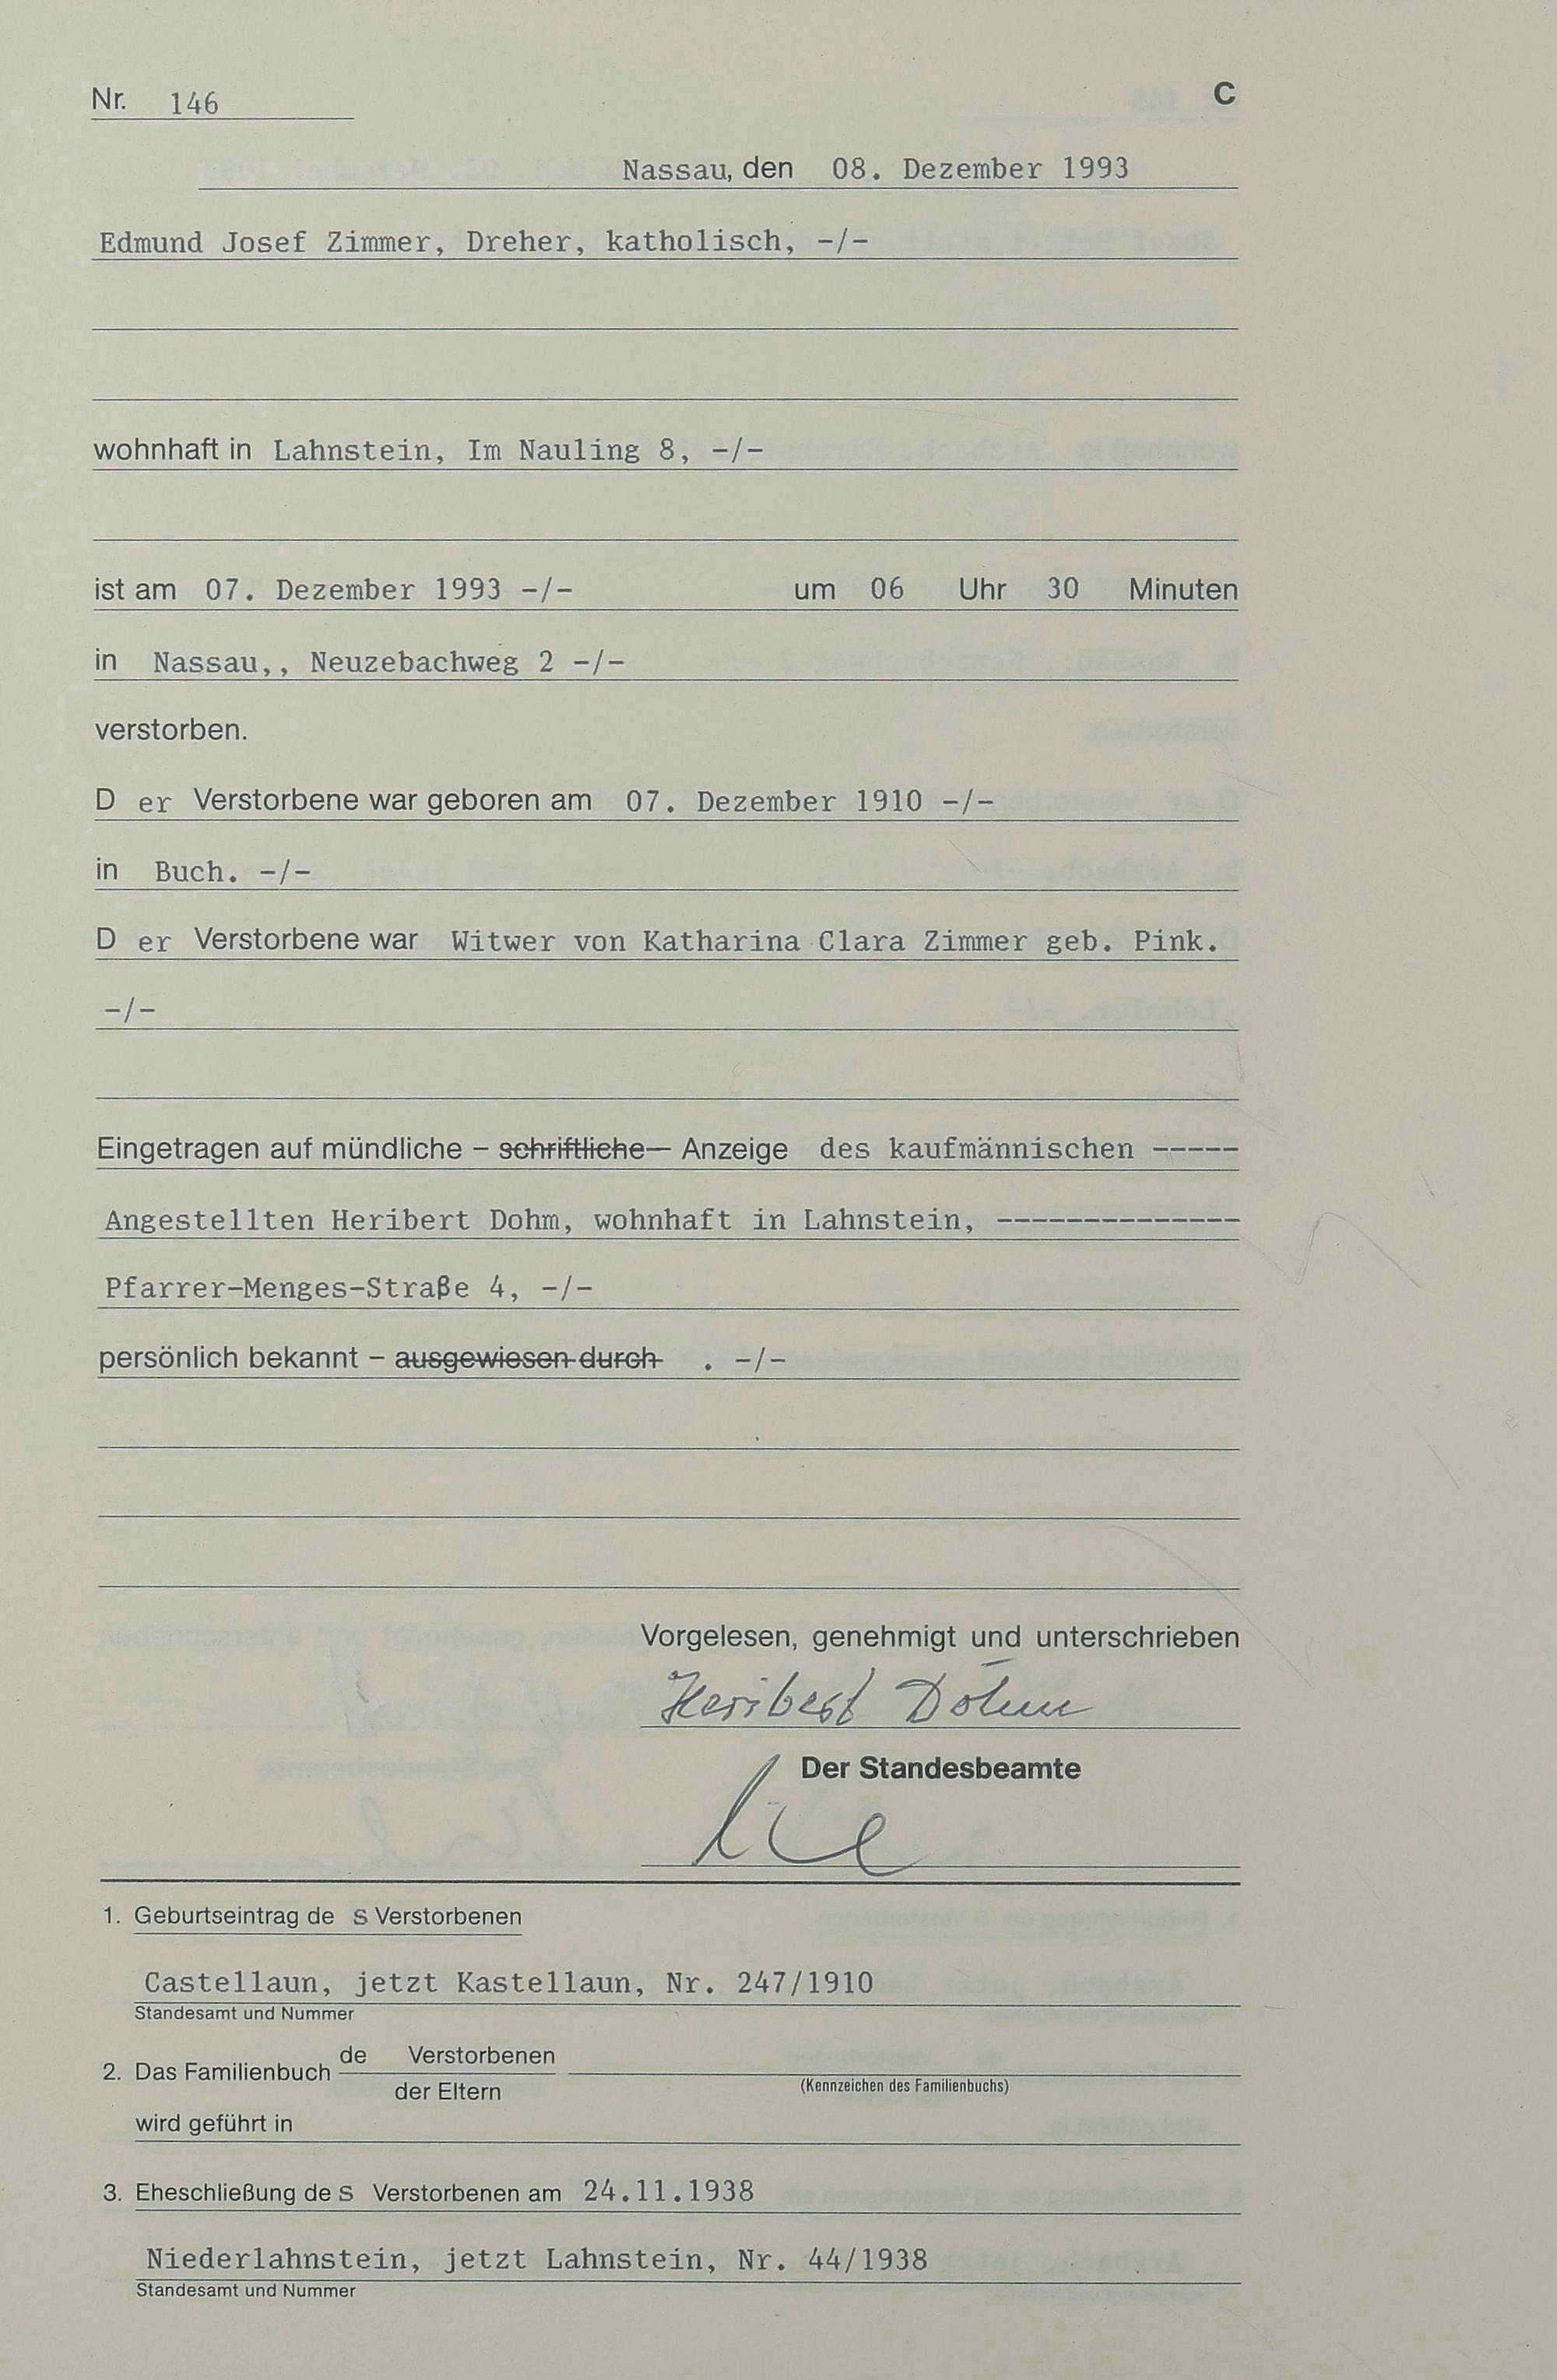 Nr. 146 C
Nassau, den 08. Dezember 1993
Edmund Josef Zimmer, Dreher, katholisch, -/-
wohnhaft in Lahnstein, Im Nauling 8, -/-
ist am 07. Dezember 1993 -/- um 06 Uhr 30 Minuten
in Nassau,, Neuzebachweg 2 -/-
verstorben.
D er Verstorbene war geboren am 07. Dezember 1910 -/-
in Buch. -/-
D er Verstorbene war Witwer von Katharina Clara Zimmer geb. Pink.
-/-
Eingetragen auf mündliche – schriftliche – Anzeige des kaufmännischen -----
Angestellten Heribert Dohm, wohnhaft in Lahnstein, --------------
Pfarrer-Menges-Straße 4, -/-
persönlich bekannt – ausgewiesen durch . -/-
Vorgelesen, genehmigt und unterschrieben
Heribert Dohm
Der Standesbeamte
1. Geburtseintrag de s Verstorbenen
Castellaun, jetzt Kastellaun, Nr. 247/1910
Standesamt und Nummer
de Verstorbenen
2. Das Familienbuch
der Eltern
(Kennzeichen des Familienbuchs)
wird geführt in
3. Eheschließung de s Verstorbenen am 24.11.1938
Niederlahnstein, jetzt Lahnstein, Nr. 44/1938
Standesamt und Nummer